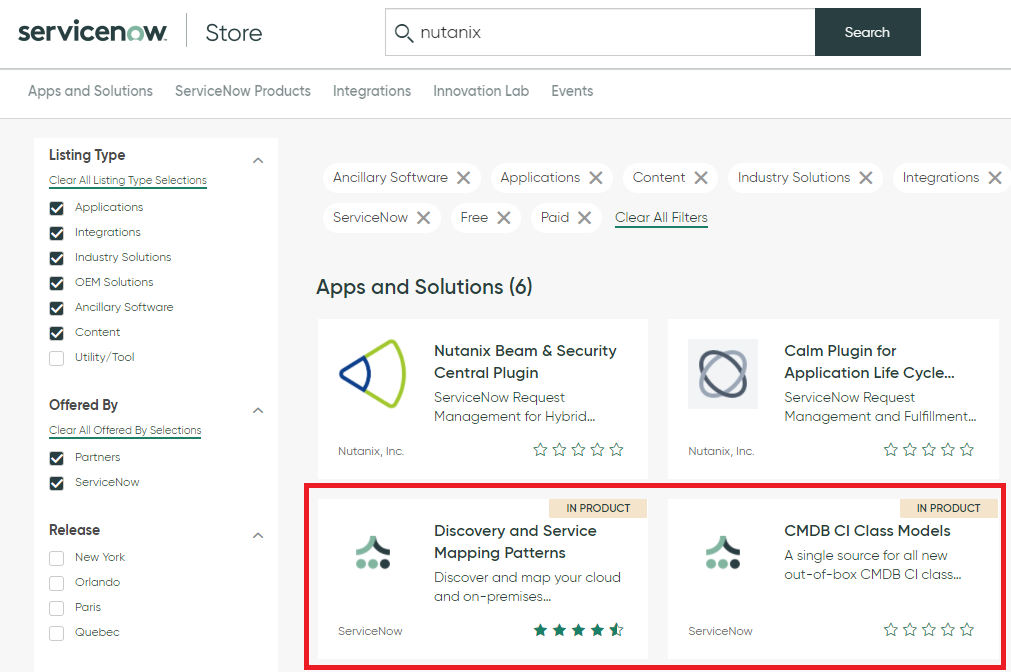 servicenow. Store
nutanix
Search
Apps and Solutions ServiceNow Products Integrations Innovation Lab Events
Listing Type
Clear All Listing Type Selections
Applications
Integrations
Industry Solutions
OEM Solutions
Ancillary Software
Content
Utility/Tool
Offered By
Clear All Offered By Selections
Partners
ServiceNow
Release
New York
Orlando
Paris
Quebec
Ancillary Software Applications Content Industry Solutions Integrations
ServiceNow Free Paid Clear All Filters
Apps and Solutions (6)
Nutanix Beam & Security
Central Plugin
ServiceNow Request
Management for Hybrid...
Nutanix, Inc.
Calm Plugin for
Application Life Cycle...
ServiceNow Request
Management and Fulfillment...
Nutanix, Inc.
IN PRODUCT
Discovery and Service
Mapping Patterns
Discover and map your cloud
and on-premises...
ServiceNow
IN PRODUCT
CMDB CI Class Models
A single source for all new
out-of-box CMDB CI class...
ServiceNow